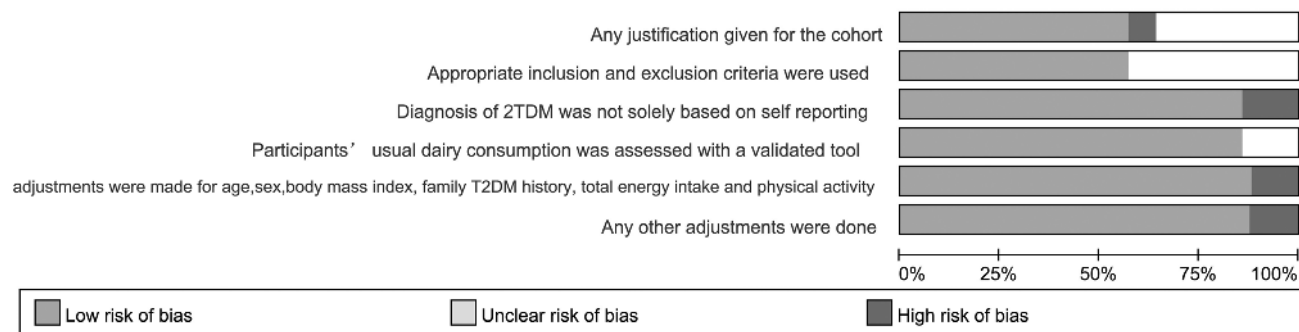 Any justification given for the cohort
Appropriate inclusion and exclusion criteria were used
Diagnosis of 2TDM was not solely based on self reporting
Participants’ usual dairy consumption was assessed with a validated tool
adjustments were made for age,sex,body mass index, family T2DM history, total energy intake and physical activity
Any other adjustments were done
0% 25% 50% 75% 100%
Low risk of bias Unclear risk of bias High risk of bias